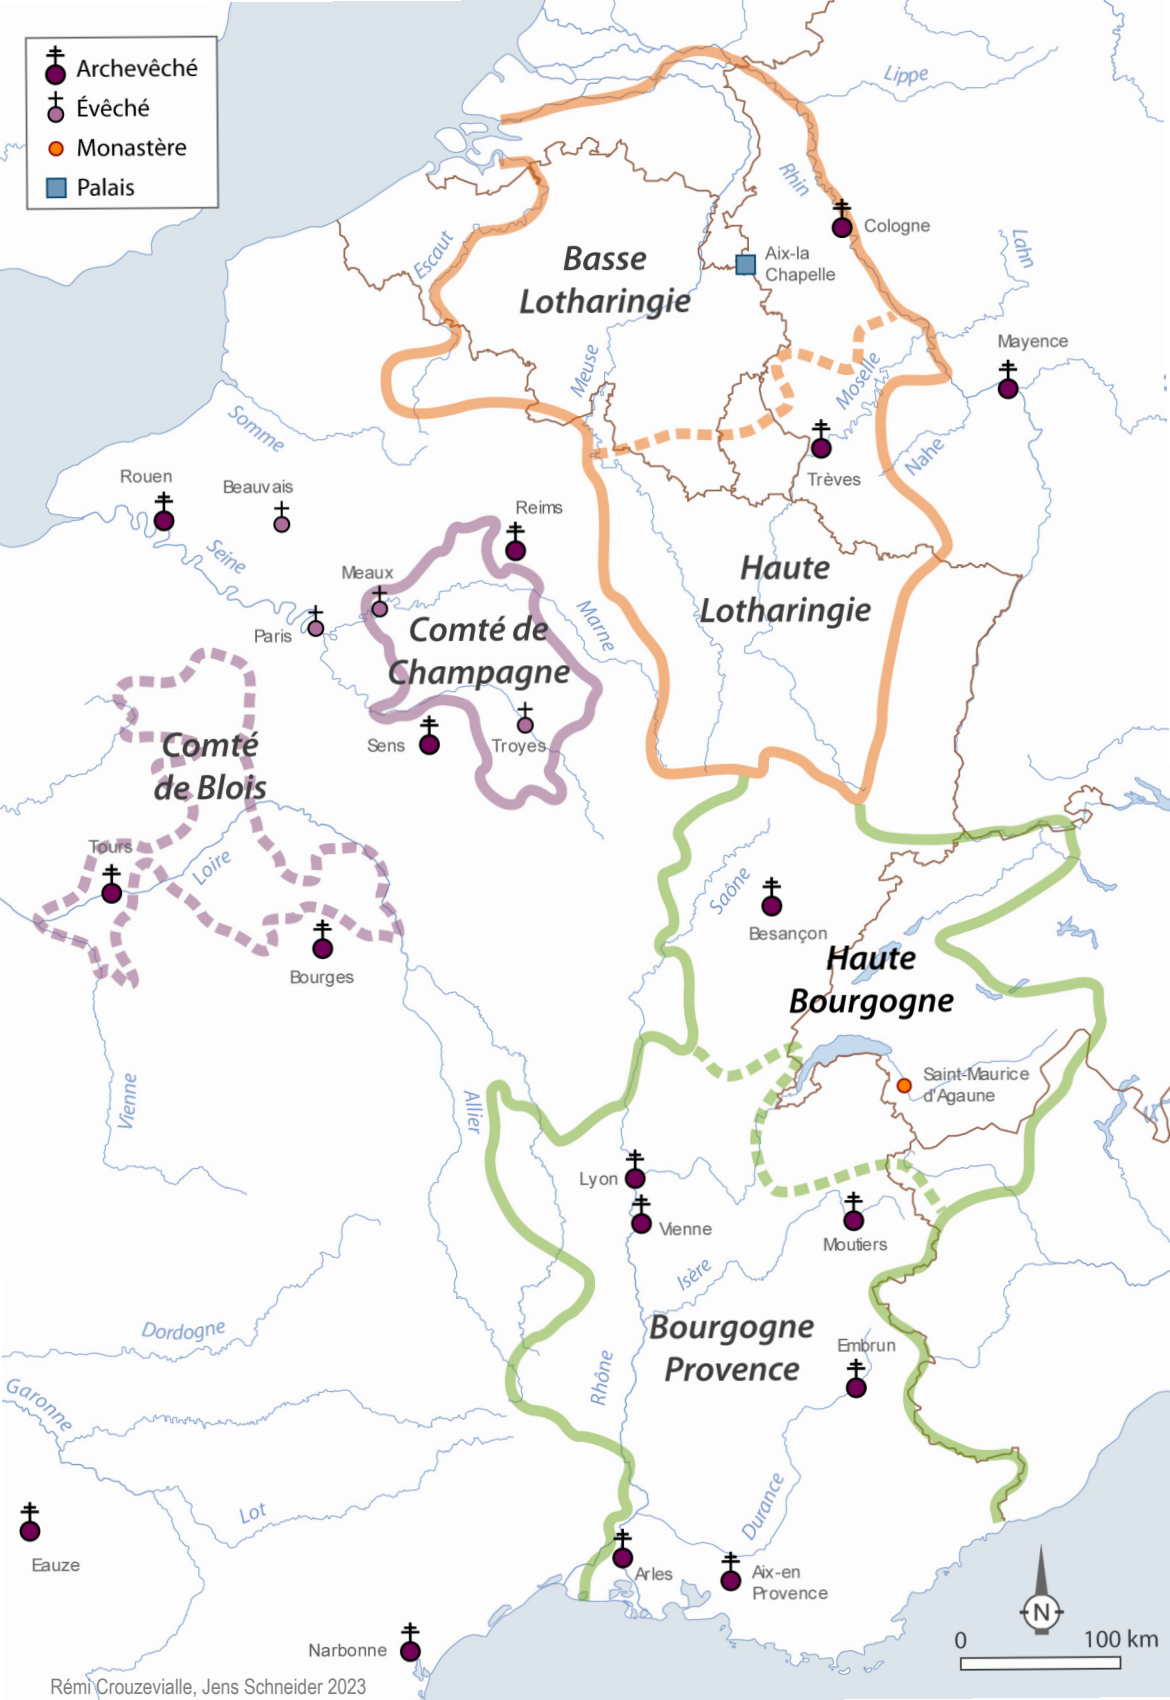 Archevêché
Évêché
Monastère
Palais
Lippe
Rhin
Cologne
Lahn
Escaut
Basse
Lotharingie
Aix-la
Chapelle
Mayence
Meuse
Moselle
Somme
Nahe
Trèves
Rouen
Beauvais
Reims
Seine
Meaux
Haute
Lotharingie
Paris
Comté de
Champagne
Marne
Sens
Troyes
Comté
de Blois
Tours
Loire
Saône
Besançon
Bourges
Haute
Bourgogne
Vienne
Allier
Saint-Maurice
d'Agaune
Lyon
Vienne
Moutiers
Isère
Dordogne
Bourgogne
Provence
Embrun
Rhône
Garonne
Lot
Durance
Eauze
Arles
Aix-en
Provence
N
Narbonne
0 100 km
Rémi Crouzevialle, Jens Schneider 2023